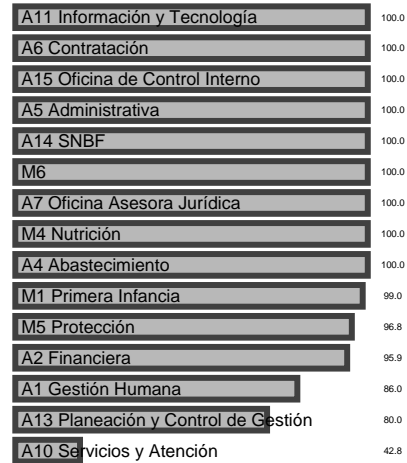 A11 Información y Tecnología 100.0
A6 Contratación 100.0
A15 Oficina de Control Interno 100.0
A5 Administrativa 100.0
A14 SNBF 100.0
M6 100.0
A7 Oficina Asesora Jurídica 100.0
M4 Nutrición 100.0
A4 Abastecimiento 100.0
M1 Primera Infancia 99.0
M5 Protección 96.8
A2 Financiera 95.9
A1 Gestión Humana 86.0
A13 Planeación y Control de Gestión 80.0
A10 Servicios y Atención 42.8